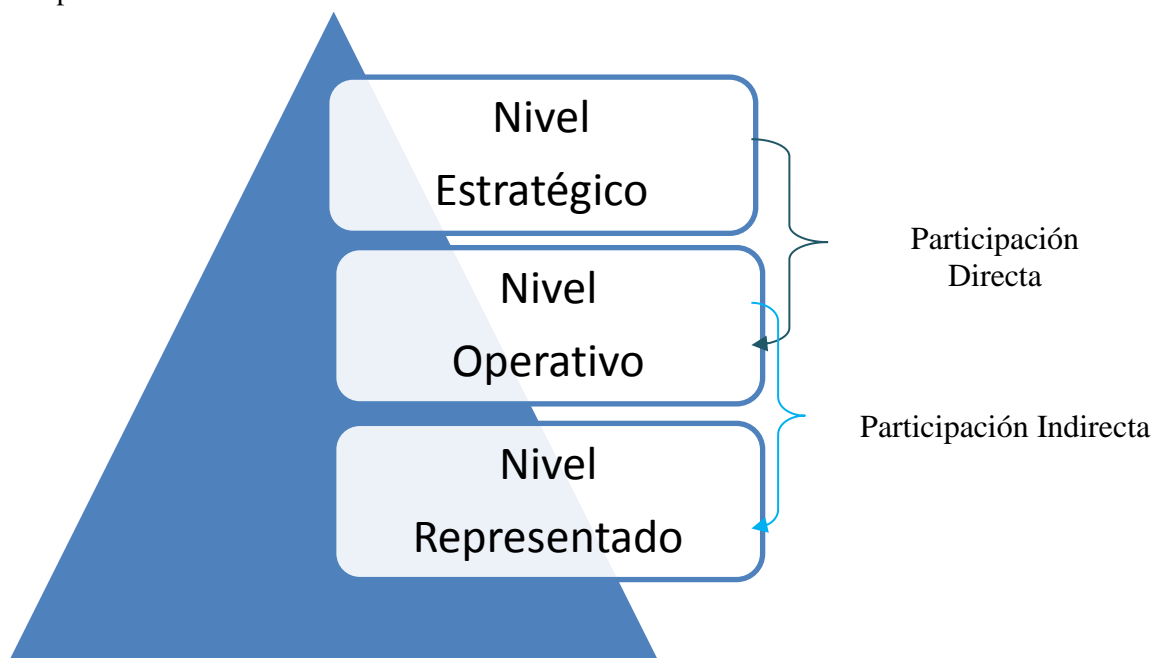 Nivel
Estratégico
Participación
Directa
Nivel
Operativo
Participación Indirecta
Nivel
Representado